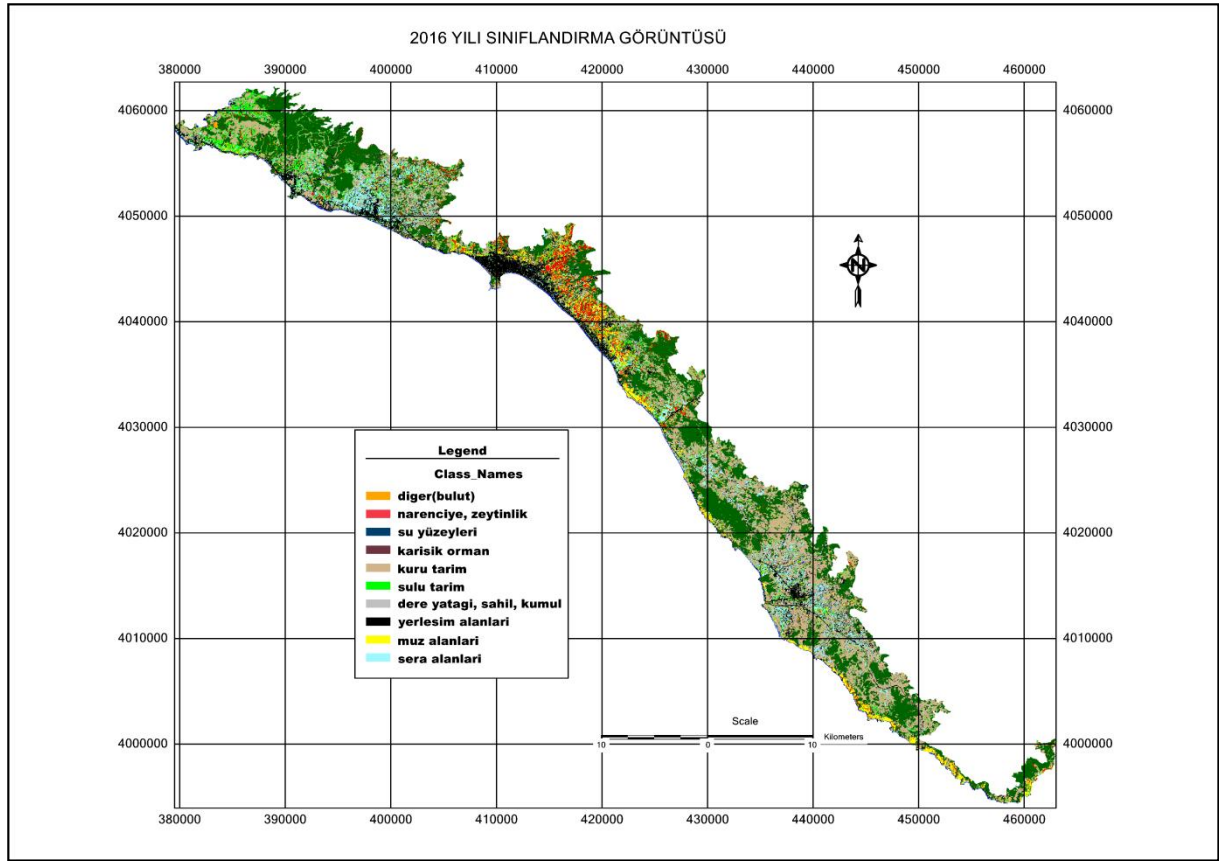 2016 YILI SINIFLANDIRMA GÖRÜNTÜSÜ
380000 390000 400000 410000 420000 430000 440000 450000 460000
4060000 4060000
4050000 4050000
N
4040000 4040000
4030000 4030000
Legend
Class_Names
diger(bulut)
narenciye, zeytinlik
su yüzeyleri
karisik orman
kuru tarim
sulu tarim
dere yatagi, sahil, kumul
yerlesim alanlari
muz alanlari
sera alanlari
4020000 4020000
4010000 4010000
Scale
Kilometers
10 0 10
4000000 4000000
380000 390000 400000 410000 420000 430000 440000 450000 460000